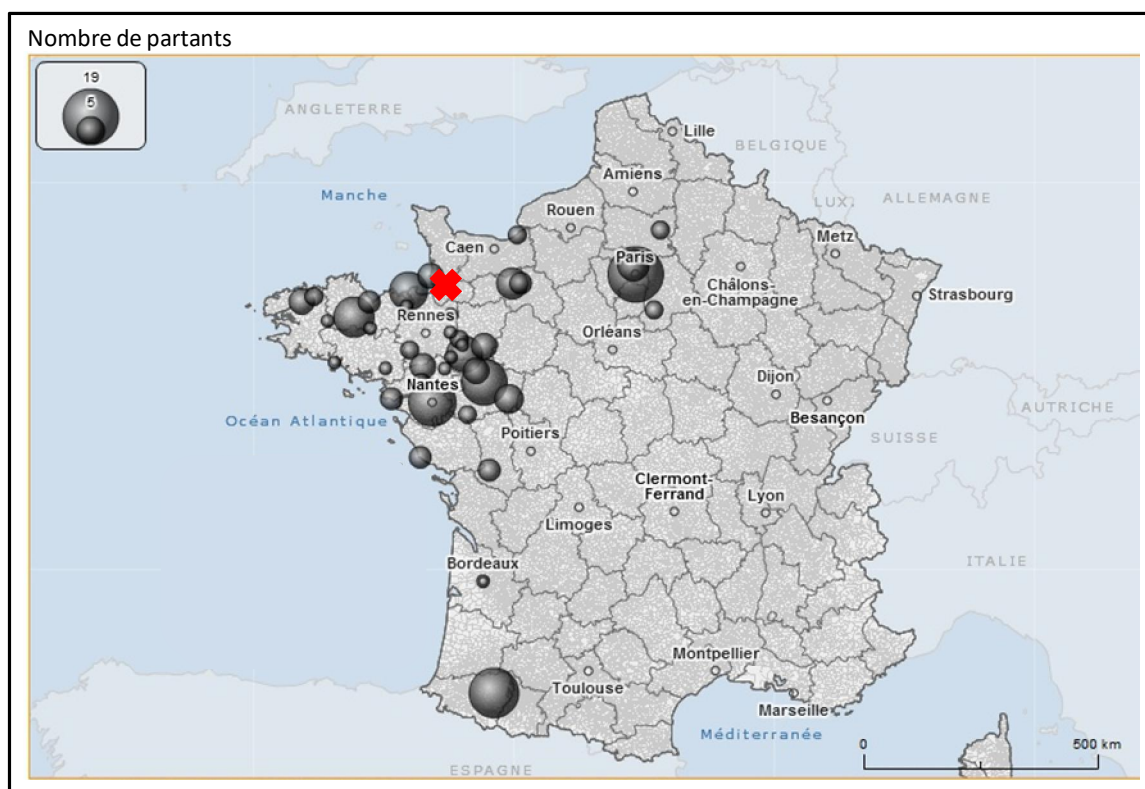 Nombre de partants
19
5
ANGLETERRE
Lille
BELGIQUE
Amiens
Manche
LUX.
ALLEMAGNE
Rouen
Caen
Metz
Paris
Châlons-
en-Champagne
Strasbourg
Rennes
Orléans
Dijon
Nantes
Besançon
AUTRICHE
Océan Atlantique
Poitiers
SUISSE
Clermont-
Ferrand
Lyon
Limoges
Bordeaux
ITALIE
Montpellier
Toulouse
Marseille
Méditerranée
0
500 km
ESPAGNE